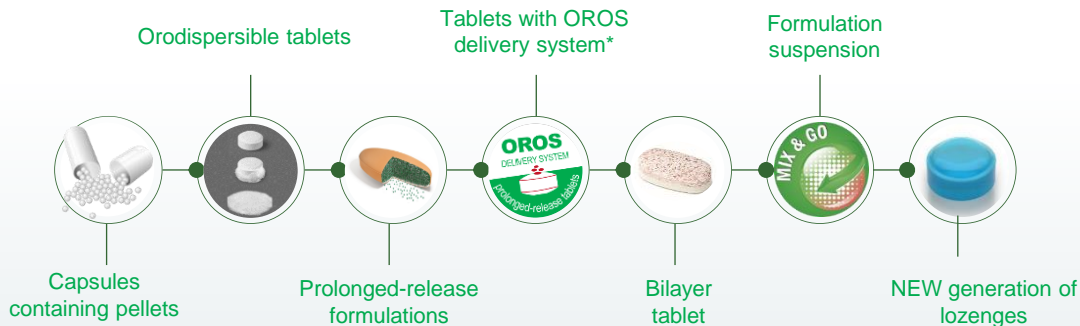 Orodispersible tablets
Tablets with OROS
delivery system*
Formulation
suspension
OROS
DELIVERY SYSTEM
prolonged-release tablets
MIX & GO
Capsules
containing pellets
Prolonged-release
formulations
Bilayer
tablet
NEW generation of
lozenges